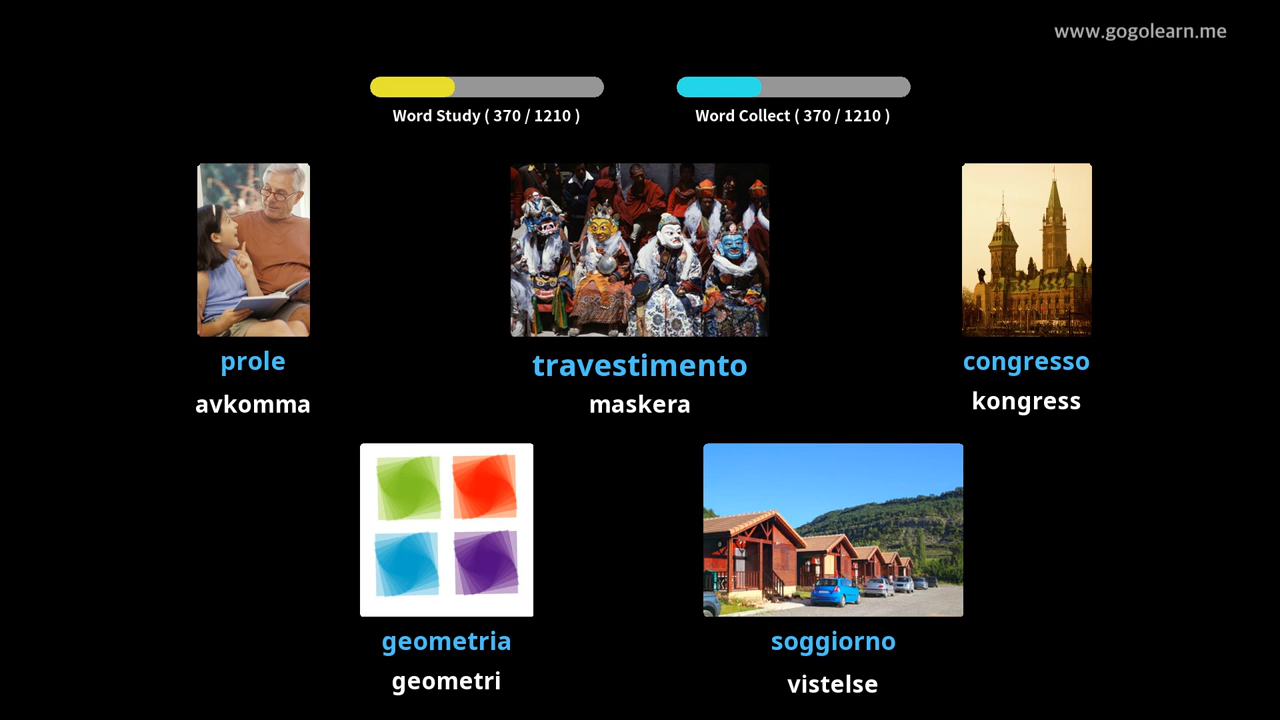 www.gogolearn.me
Word Study ( 370 / 1210 )
Word Collect ( 370 / 1210 )
prole
avkomma
travestimento
maskera
congresso
kongress
geometria
geometri
soggiorno
vistelse